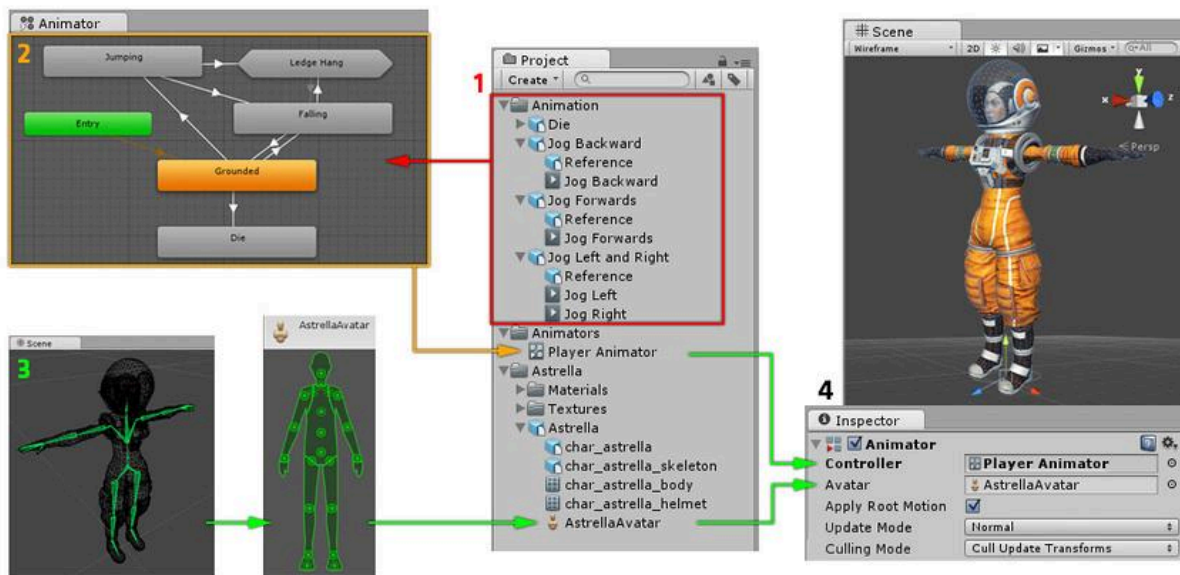 Animator
2
Jumping
Ledge Hang
Falling
Entry
Grounded
Die
1
Project
Create
Animation
Die
Jog Backward
Reference
Jog Backward
Jog Forwards
Reference
Jog Forwards
Jog Left and Right
Reference
Jog Left
Jog Right
Animators
Player Animator
Astrella
Materials
Textures
Astrella
char_astrella
char_astrella_skeleton
char_astrella_body
char_astrella_helmet
AstrellaAvatar
Scene
3
AstrellaAvatar
Scene
Wireframe 2D Gizmos All
y
x z
Persp
4
Inspector
Animator
Controller Player Animator
Avatar AstrellaAvatar
Apply Root Motion
Update Mode Normal
Culling Mode Cull Update Transforms